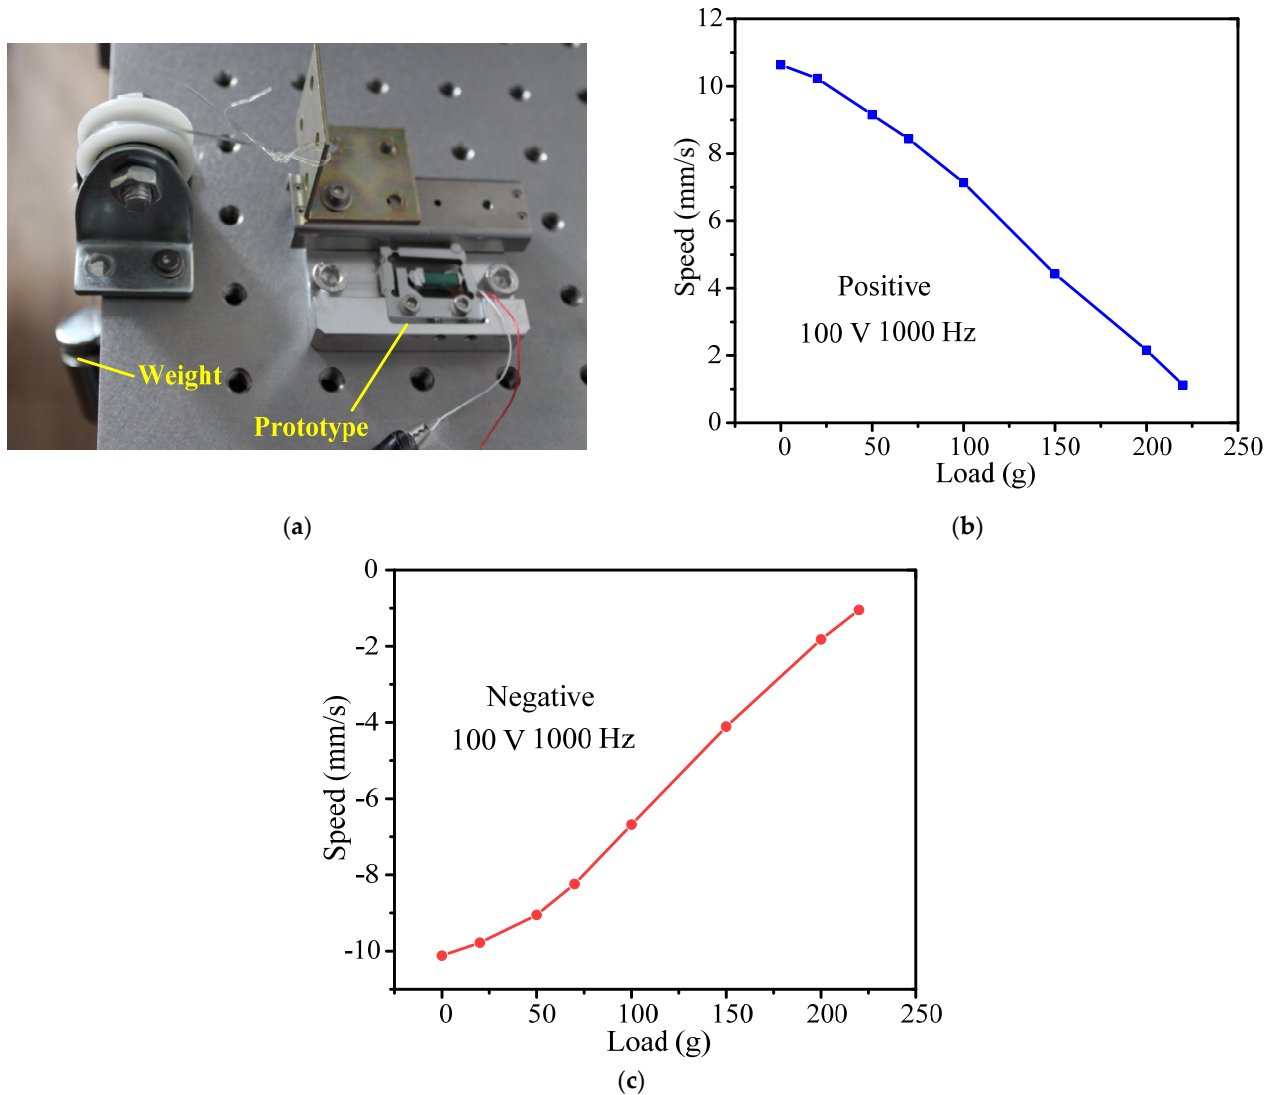 Weight
Prototype
(a)
12
10
8
6
4
2
0
Speed (mm/s)
Positive
100 V 1000 Hz
0 50 100 150 200 250
Load (g)
(b)
0
-2
-4
-6
-8
-10
Speed (mm/s)
Negative
100 V 1000 Hz
0 50 100 150 200 250
Load (g)
(c)